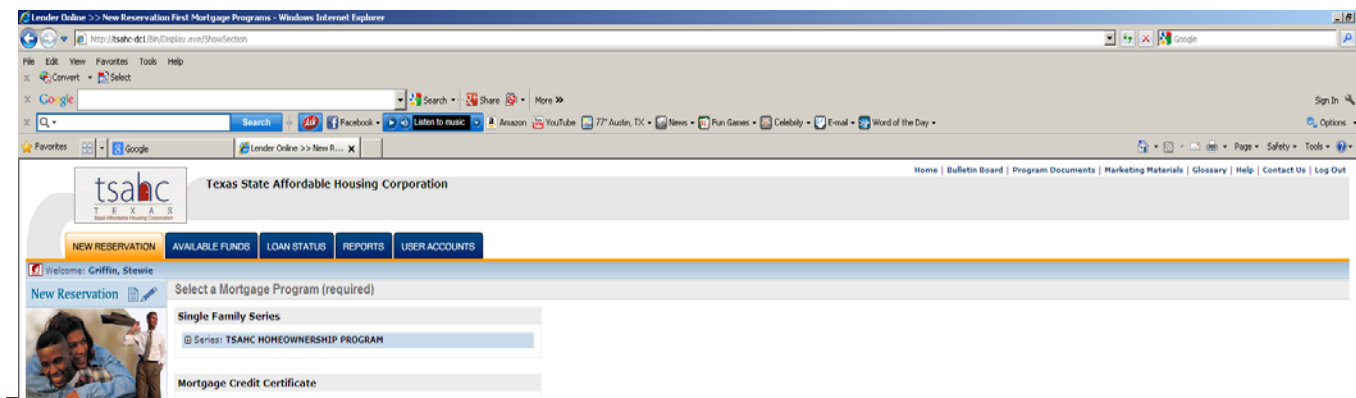 Lender Online >> New Reservation First Mortgage Programs - Windows Internet Explorer
http://tsahc-dc1/Bin/Display.exe/ShowSection
Google
File Edit View Favorites Tools Help
x Convert Select
x Google Search Share More >> Sign In
x Search Facebook Listen to music Amazon YouTube 77° Austin, TX News Fun Games Celebrity E-mail Word of the Day Options
Favorites Google Lender Online >> New R... x Page Safety Tools
Home | Bulletin Board | Program Documents | Marketing Materials | Glossary | Help | Contact Us | Log Out
tsahc
TEXAS
State Affordable Housing Corporation
Texas State Affordable Housing Corporation
NEW RESERVATION AVAILABLE FUNDS LOAN STATUS REPORTS USER ACCOUNTS
Welcome: Griffin, Stewie
New Reservation
Select a Mortgage Program (required)
Single Family Series
Series: TSAHC HOMEOWNERSHIP PROGRAM
Mortgage Credit Certificate